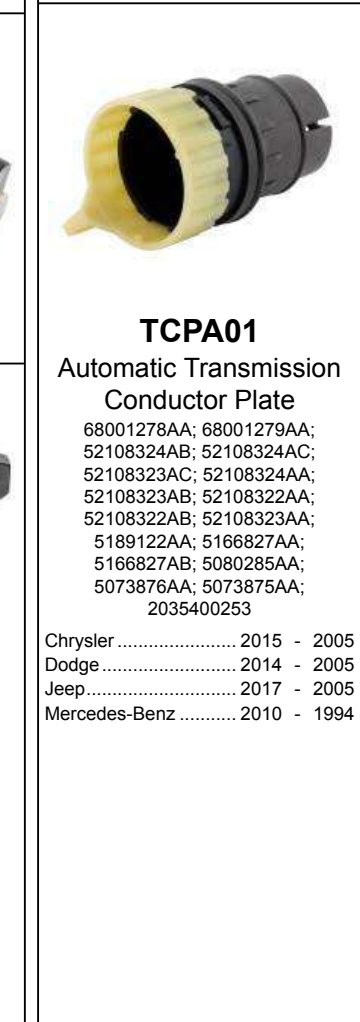 TCPA01
Automatic Transmission
Conductor Plate
68001278AA; 68001279AA;
52108324AB; 52108324AC;
52108323AC; 52108324AA;
52108323AB; 52108322AA;
52108322AB; 52108323AA;
5189122AA; 5166827AA;
5166827AB; 5080285AA;
5073876AA; 5073875AA;
2035400253
Chrysler ....................... 2015 - 2005
Dodge .......................... 2014 - 2005
Jeep............................. 2017 - 2005
Mercedes-Benz ........... 2010 - 1994